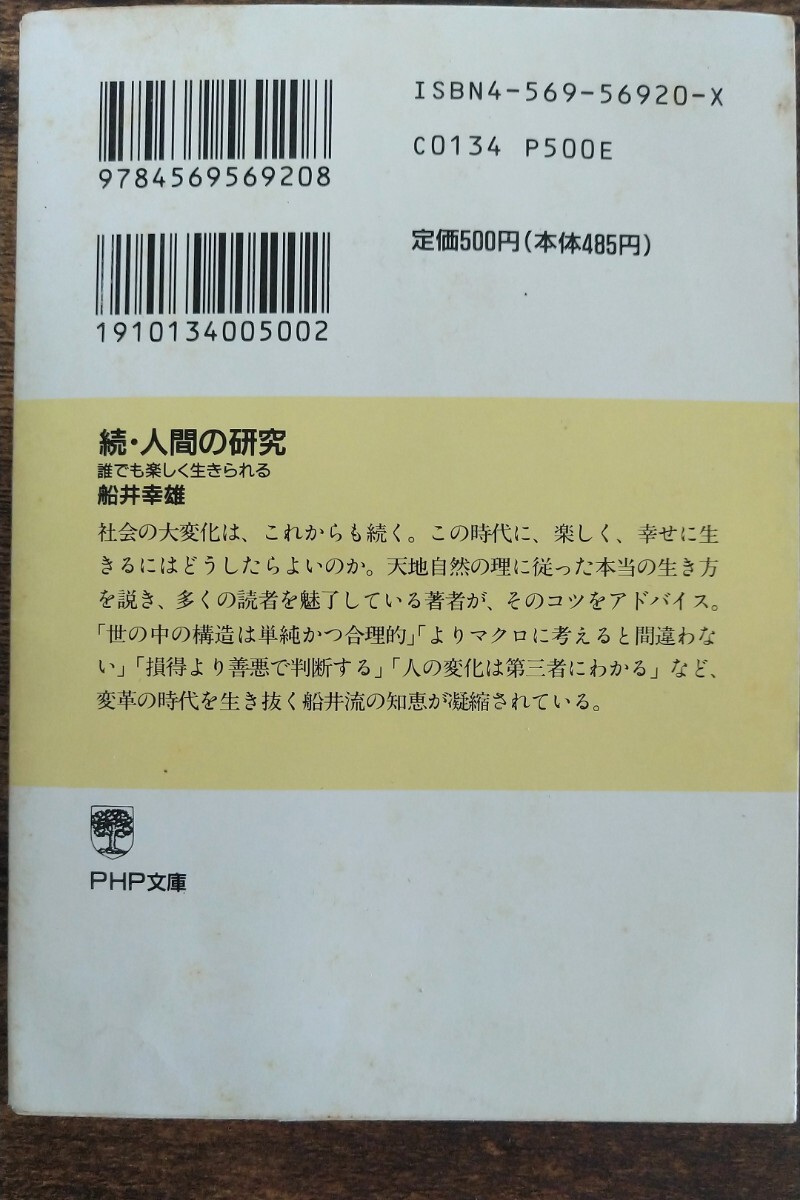 ISBN4-569-56920-X
C0134 P500E
9784569569208
定価500円(本体485円)
1910134005002
続・人間の研究
誰でも楽しく生きられる
船井幸雄
社会の大変化は、これからも続く。この時代に、楽しく、幸せに生
きるにはどうしたらよいのか。天地自然の理に従った本当の生き方
を説き、多くの読者を魅了している著者が、そのコツをアドバイス。
「世の中の構造は単純かつ合理的」「よりマクロに考えると間違わな
い」「損得より善悪で判断する」「人の変化は第三者にわかる」など、
変革の時代を生き抜く船井流の知恵が凝縮されている。
PHP文庫